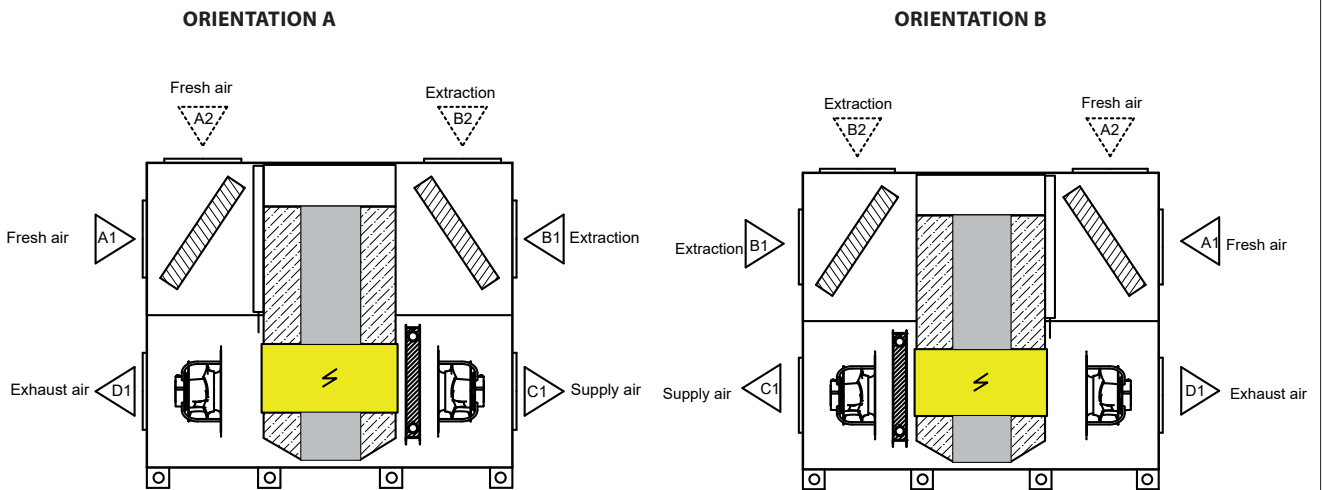 ORIENTATION A
ORIENTATION B
Fresh air
A2
Extraction
B2
Extraction
B2
Fresh air
A2
Fresh air
A1
B1
Extraction
Extraction
B1
A1
Fresh air
Exhaust air
D1
C1
Supply air
Supply air
C1
D1
Exhaust air